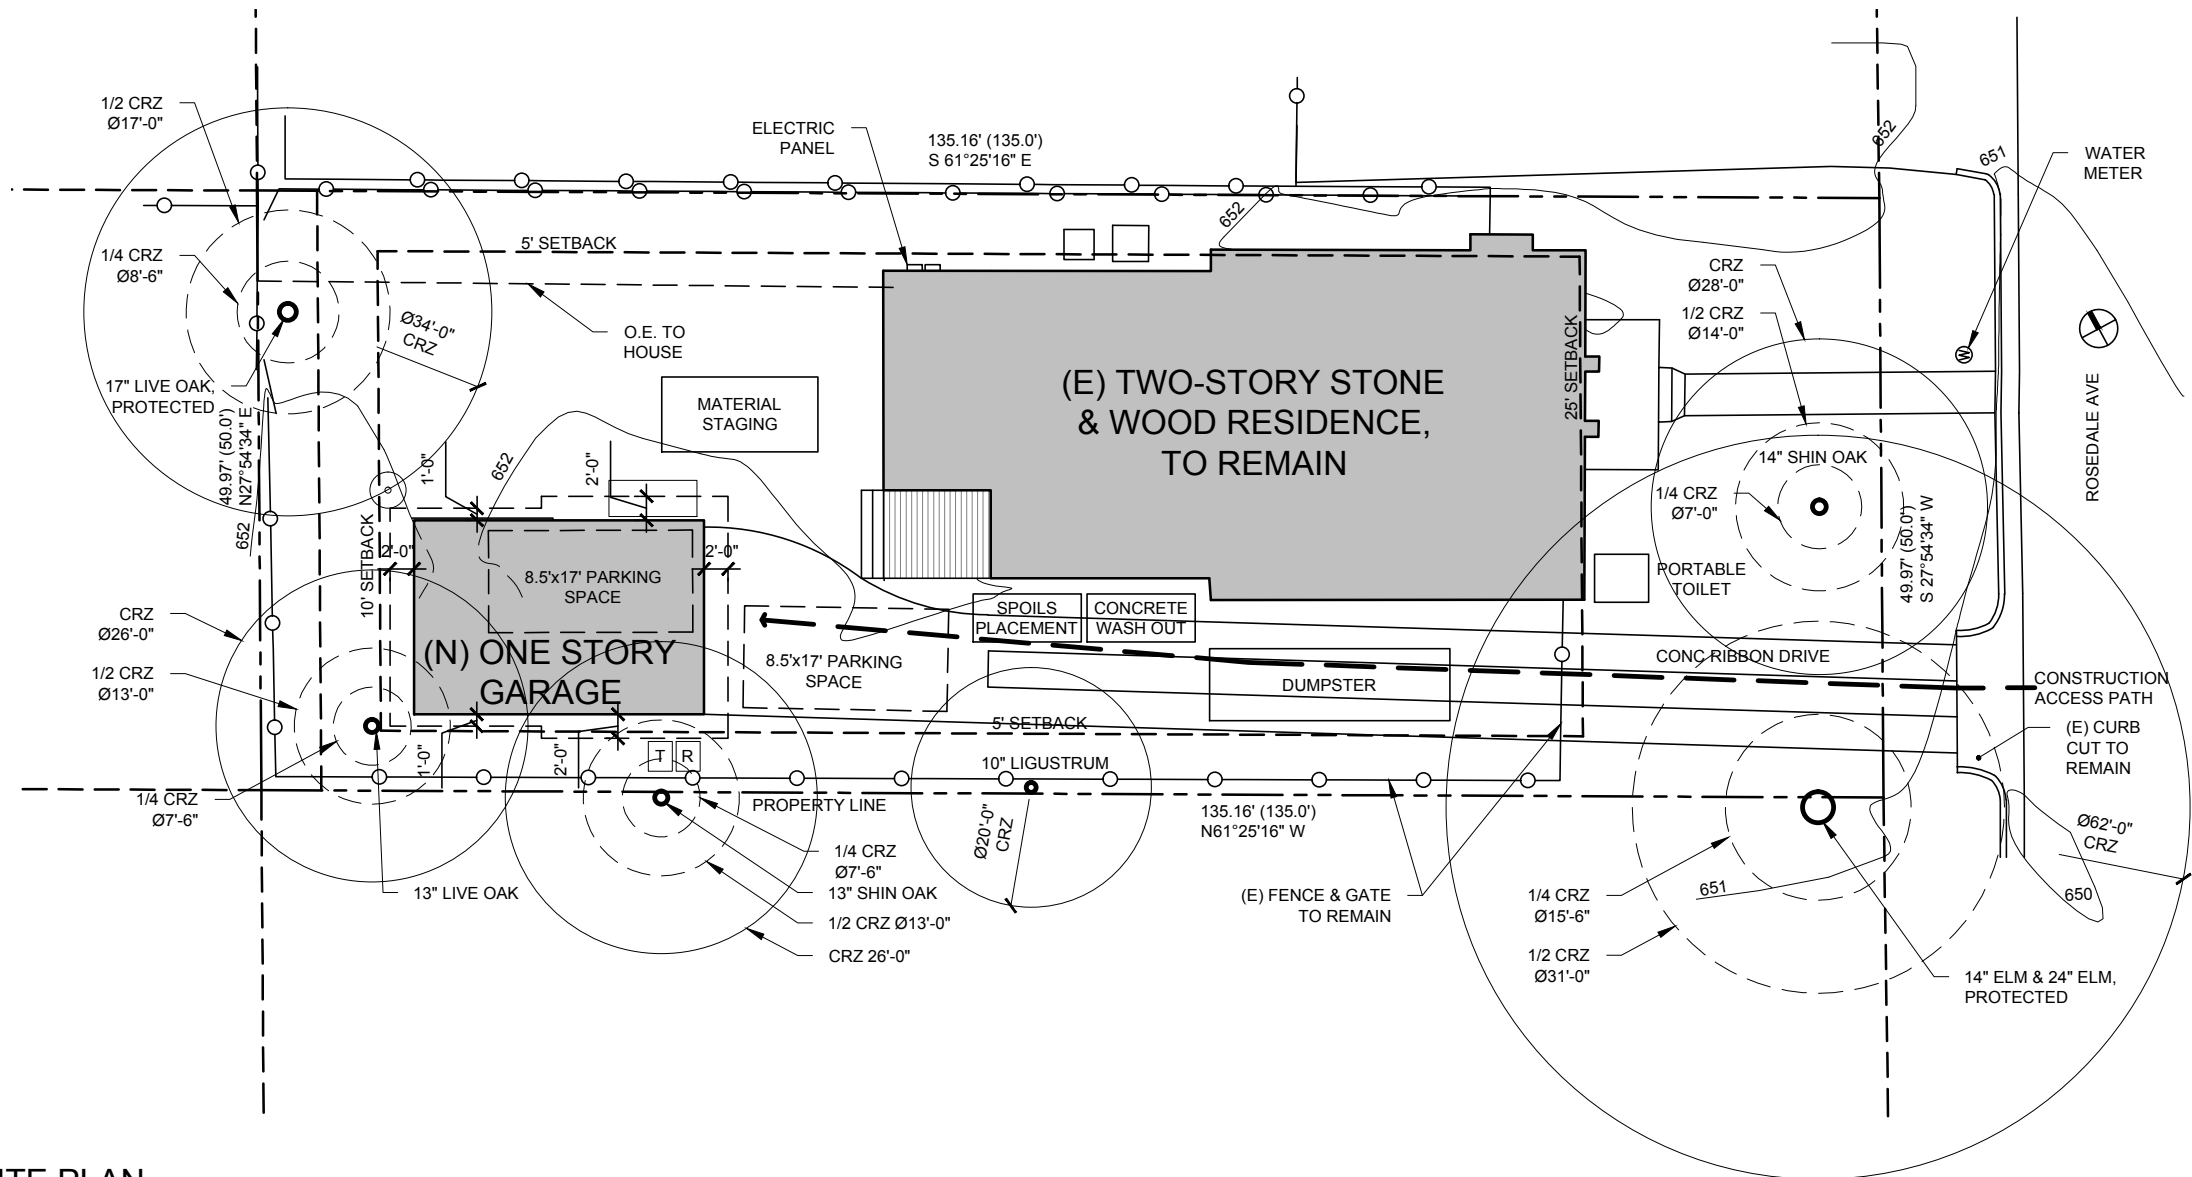 1/2 CRZ
Ø17'-0"
ELECTRIC
PANEL
135.16' (135.0')
S 61°25'16" E
652
651
WATER
METER
652
5' SETBACK
1/4 CRZ
Ø8'-6"
CRZ
Ø28'-0"
1/2 CRZ
Ø14'-0"
Ø34'-0"
CRZ
O.E. TO
HOUSE
25' SETBACK
W
17" LIVE OAK,
PROTECTED
MATERIAL
STAGING
(E) TWO-STORY STONE
& WOOD RESIDENCE,
TO REMAIN
ROSEDALE AVE
49.97' (50.0')
N27°54'34" E
1'-0"
652
2'-0"
14" SHIN OAK
1/4 CRZ
Ø7'-0"
49.97' (50.0')
S 27°54'34" W
652
10' SETBACK
2'-0"
2'-0"
8.5'x17' PARKING
SPACE
PORTABLE
TOILET
CRZ
Ø26'-0"
SPOILS
PLACEMENT
CONCRETE
WASH OUT
(N) ONE STORY
GARAGE
8.5'x17' PARKING
SPACE
CONC RIBBON DRIVE
1/2 CRZ
Ø13'-0"
DUMPSTER
CONSTRUCTION
ACCESS PATH
5' SETBACK
(E) CURB
CUT TO
REMAIN
1'-0"
2'-0"
T
R
10" LIGUSTRUM
1/4 CRZ
Ø7'-6"
PROPERTY LINE
135.16' (135.0')
N61°25'16" W
Ø20'-0"
CRZ
Ø62'-0"
CRZ
1/4 CRZ
Ø7'-6"
13" LIVE OAK
13" SHIN OAK
(E) FENCE & GATE
TO REMAIN
1/4 CRZ
Ø15'-6"
651
650
1/2 CRZ Ø13'-0"
CRZ 26'-0"
1/2 CRZ
Ø31'-0"
14" ELM & 24" ELM,
PROTECTED